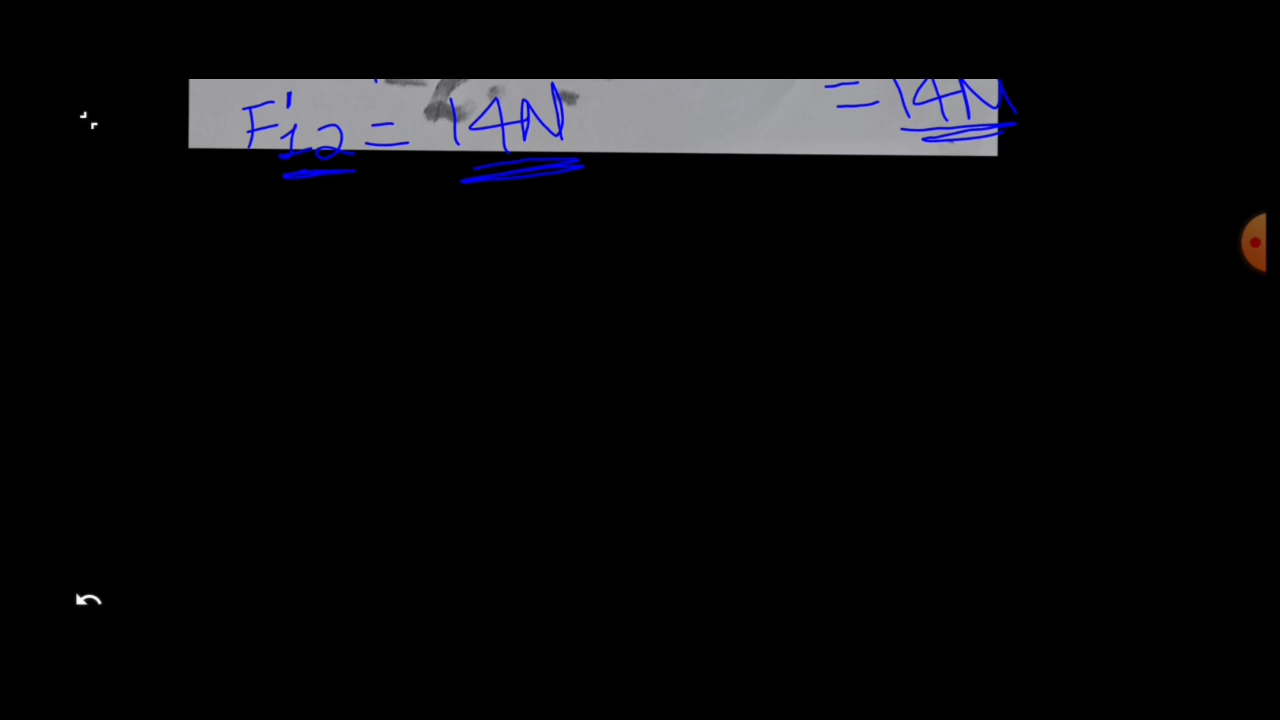 F'12 = 14N
= 14N